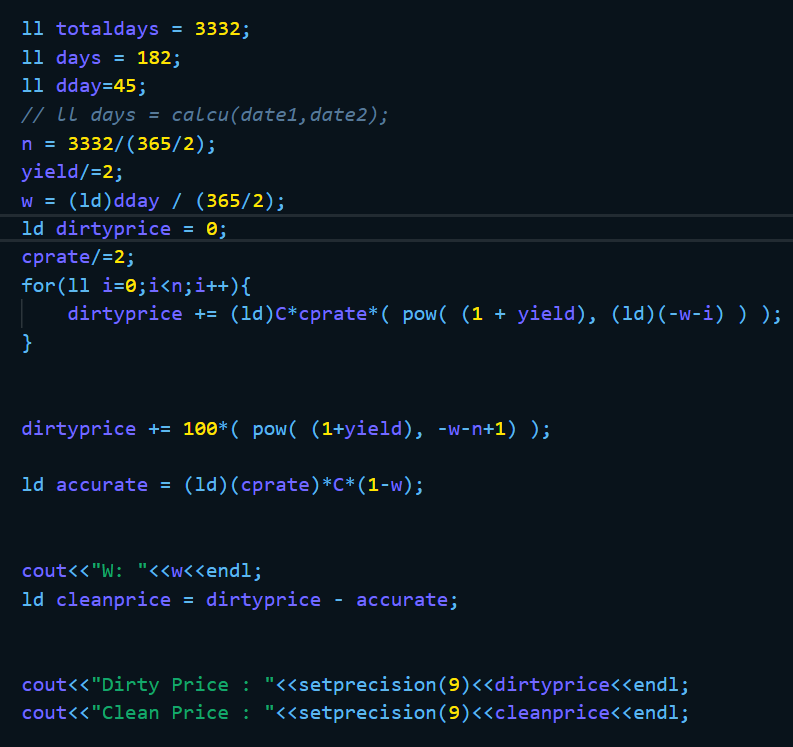 ll totaldays = 3332;
ll days = 182;
ll dday=45;
// ll days = calcu(date1,date2);
n = 3332/(365/2);
yield/=2;
w = (ld)dday / (365/2);
ld dirtyprice = 0;
cprate/=2;
for(ll i=0;i<n;i++){
    dirtyprice += (ld)C*cprate*( pow( (1 + yield), (ld)(-w-i) ) );
}
dirtyprice += 100*( pow( (1+yield), -w-n+1) );
ld accurate = (ld)(cprate)*C*(1-w);
cout<<"W: "<<w<<endl;
ld cleanprice = dirtyprice - accurate;
cout<<"Dirty Price : "<<setprecision(9)<<dirtyprice<<endl;
cout<<"Clean Price : "<<setprecision(9)<<cleanprice<<endl;